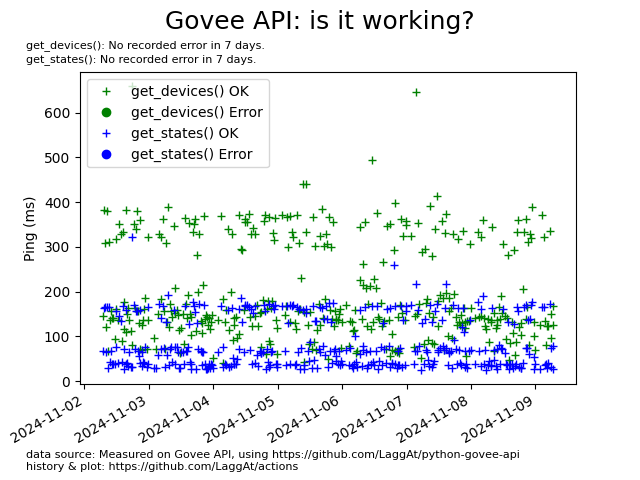 Govee API: is it working?
get_devices(): No recorded error in 7 days.
get_states(): No recorded error in 7 days.
get_devices() OK
get_devices() Error
get_states() OK
get_states() Error
Ping (ms)
600
500
400
300
200
100
0
2024-11-02
2024-11-03
2024-11-04
2024-11-05
2024-11-06
2024-11-07
2024-11-08
2024-11-09
data source: Measured on Govee API, using https://github.com/LaggAt/python-govee-api
history & plot: https://github.com/LaggAt/actions